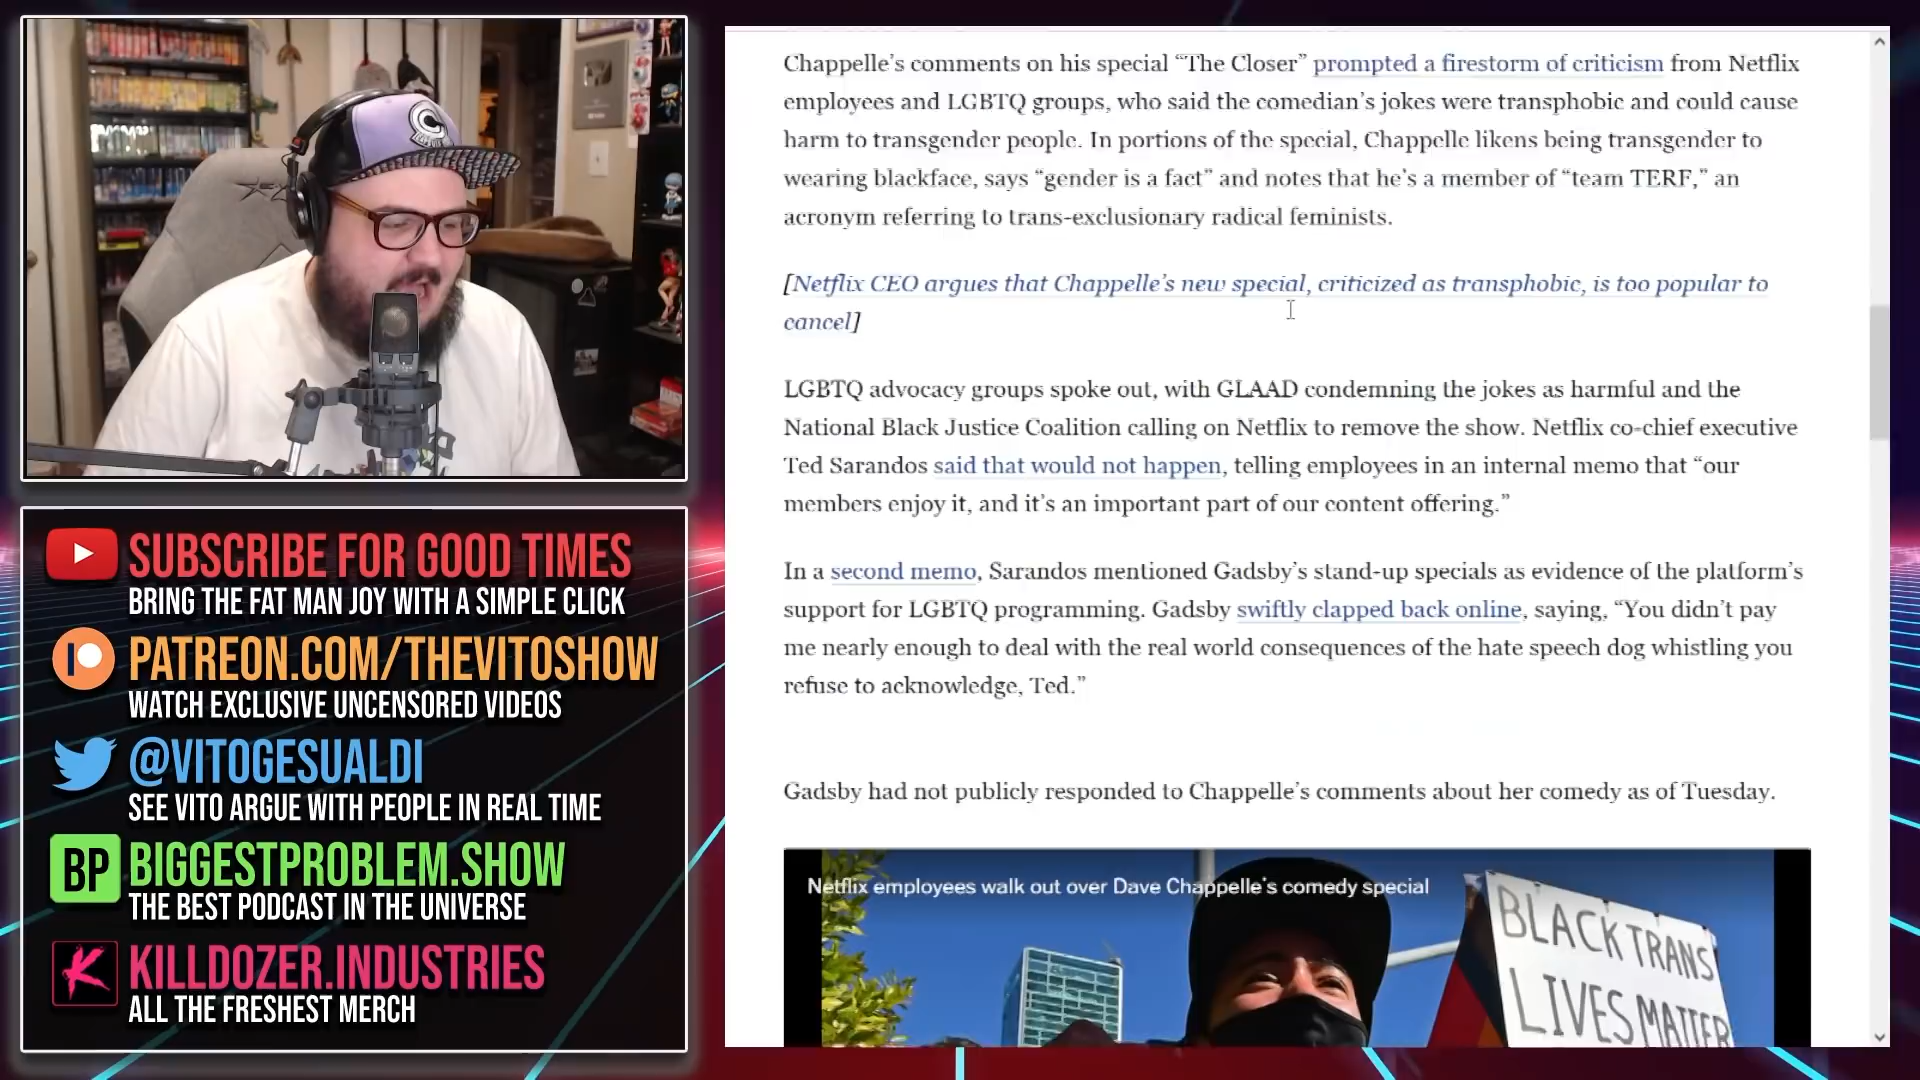 SUBSCRIBE FOR GOOD TIMES
BRING THE FAT MAN JOY WITH A SIMPLE CLICK
PATREON.COM/THEVITOSHOW
WATCH EXCLUSIVE UNCENSORED VIDEOS
@VITOGESUALDI
SEE VITO ARGUE WITH PEOPLE IN REAL TIME
BP
BIGGESTPROBLEM.SHOW
THE BEST PODCAST IN THE UNIVERSE
K
KILLDOZER.INDUSTRIES
ALL THE FRESHEST MERCH
Chappelle’s comments on his special “The Closer” prompted a firestorm of criticism from Netflix
employees and LGBTQ groups, who said the comedian’s jokes were transphobic and could cause
harm to transgender people. In portions of the special, Chappelle likens being transgender to
wearing blackface, says “gender is a fact” and notes that he’s a member of “team TERF,” an
acronym referring to trans-exclusionary radical feminists.
[Netflix CEO argues that Chappelle’s new special, criticized as transphobic, is too popular to
cancel]
LGBTQ advocacy groups spoke out, with GLAAD condemning the jokes as harmful and the
National Black Justice Coalition calling on Netflix to remove the show. Netflix co-chief executive
Ted Sarandos said that would not happen, telling employees in an internal memo that “our
members enjoy it, and it’s an important part of our content offering.”
In a second memo, Sarandos mentioned Gadsby’s stand-up specials as evidence of the platform’s
support for LGBTQ programming. Gadsby swiftly clapped back online, saying, “You didn’t pay
me nearly enough to deal with the real world consequences of the hate speech dog whistling you
refuse to acknowledge, Ted.”
Gadsby had not publicly responded to Chappelle’s comments about her comedy as of Tuesday.
Netflix employees walk out over Dave Chappelle's comedy special
BLACK TRANS
LIVES MATTER